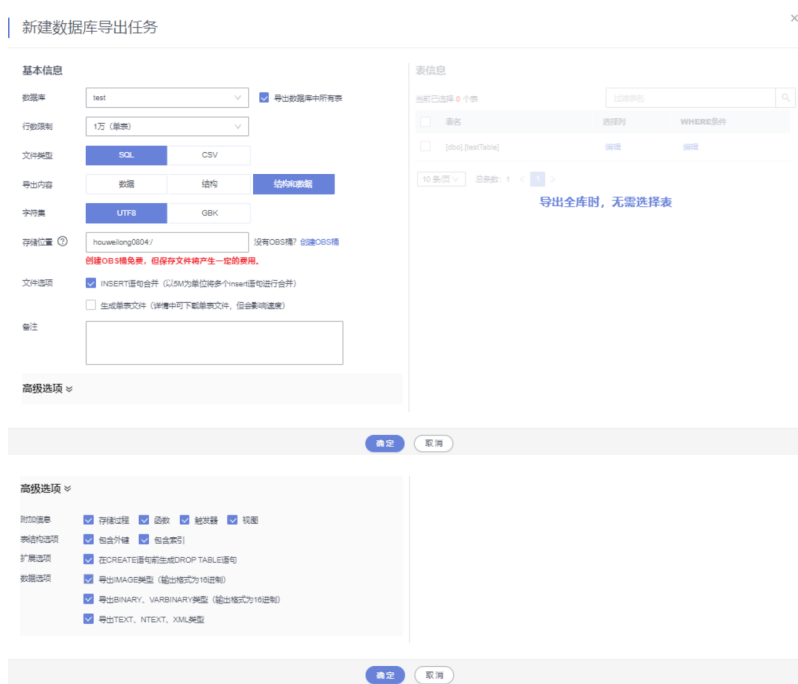 新建数据库导出任务
×
基本信息
数据库
test
导出数据库中所有表
行数限制
1万（单表）
文件类型
SQL
CSV
导出内容
数据
结构
结构和数据
字符集
UTF8
GBK
存储位置 ?
houweilong0804:/
没有OBS桶？创建OBS桶
创建OBS桶免费，但保存文件将产生一定的费用。
文件选项
INSERT语句合并（以5M为单位将多个insert语句进行合并）
生成单表文件（详情中可下载单表文件，但会影响速度）
备注
高级选项
表信息
当前已选择 0 个表
过滤表名
表名
选择列
WHERE条件
[dbo].[testTable]
编辑
编辑
10 条/页
总条数：1
< 1 >
导出全库时，无需选择表
确定
取消
高级选项
附加信息
存储过程
函数
触发器
视图
表结构选项
包含外键
包含索引
扩展选项
在CREATE语句前生成DROP TABLE语句
数据选项
导出IMAGE类型（输出格式为16进制）
导出BINARY、VARBINARY类型（输出格式为16进制）
导出TEXT、NTEXT、XML类型
确定
取消